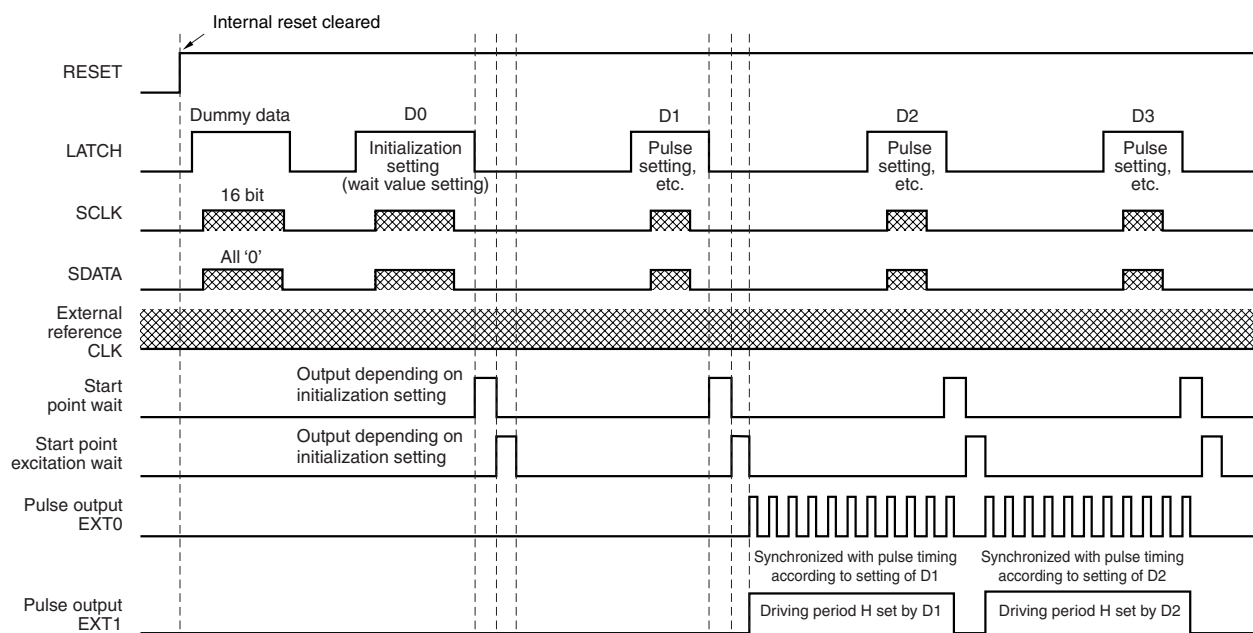 Internal reset cleared
RESET
Dummy data
D0
D1
D2
D3
LATCH
Initialization
setting
(wait value setting)
Pulse
setting,
etc.
Pulse
setting,
etc.
Pulse
setting,
etc.
16 bit
SCLK
All ‘0’
SDATA
External
reference
CLK
Start
point wait
Output depending on
initialization setting
Start point
excitation wait
Output depending on
initialization setting
Pulse output
EXT0
Synchronized with pulse timing
according to setting of D1
Synchronized with pulse timing
according to setting of D2
Pulse output
EXT1
Driving period H set by D1
Driving period H set by D2